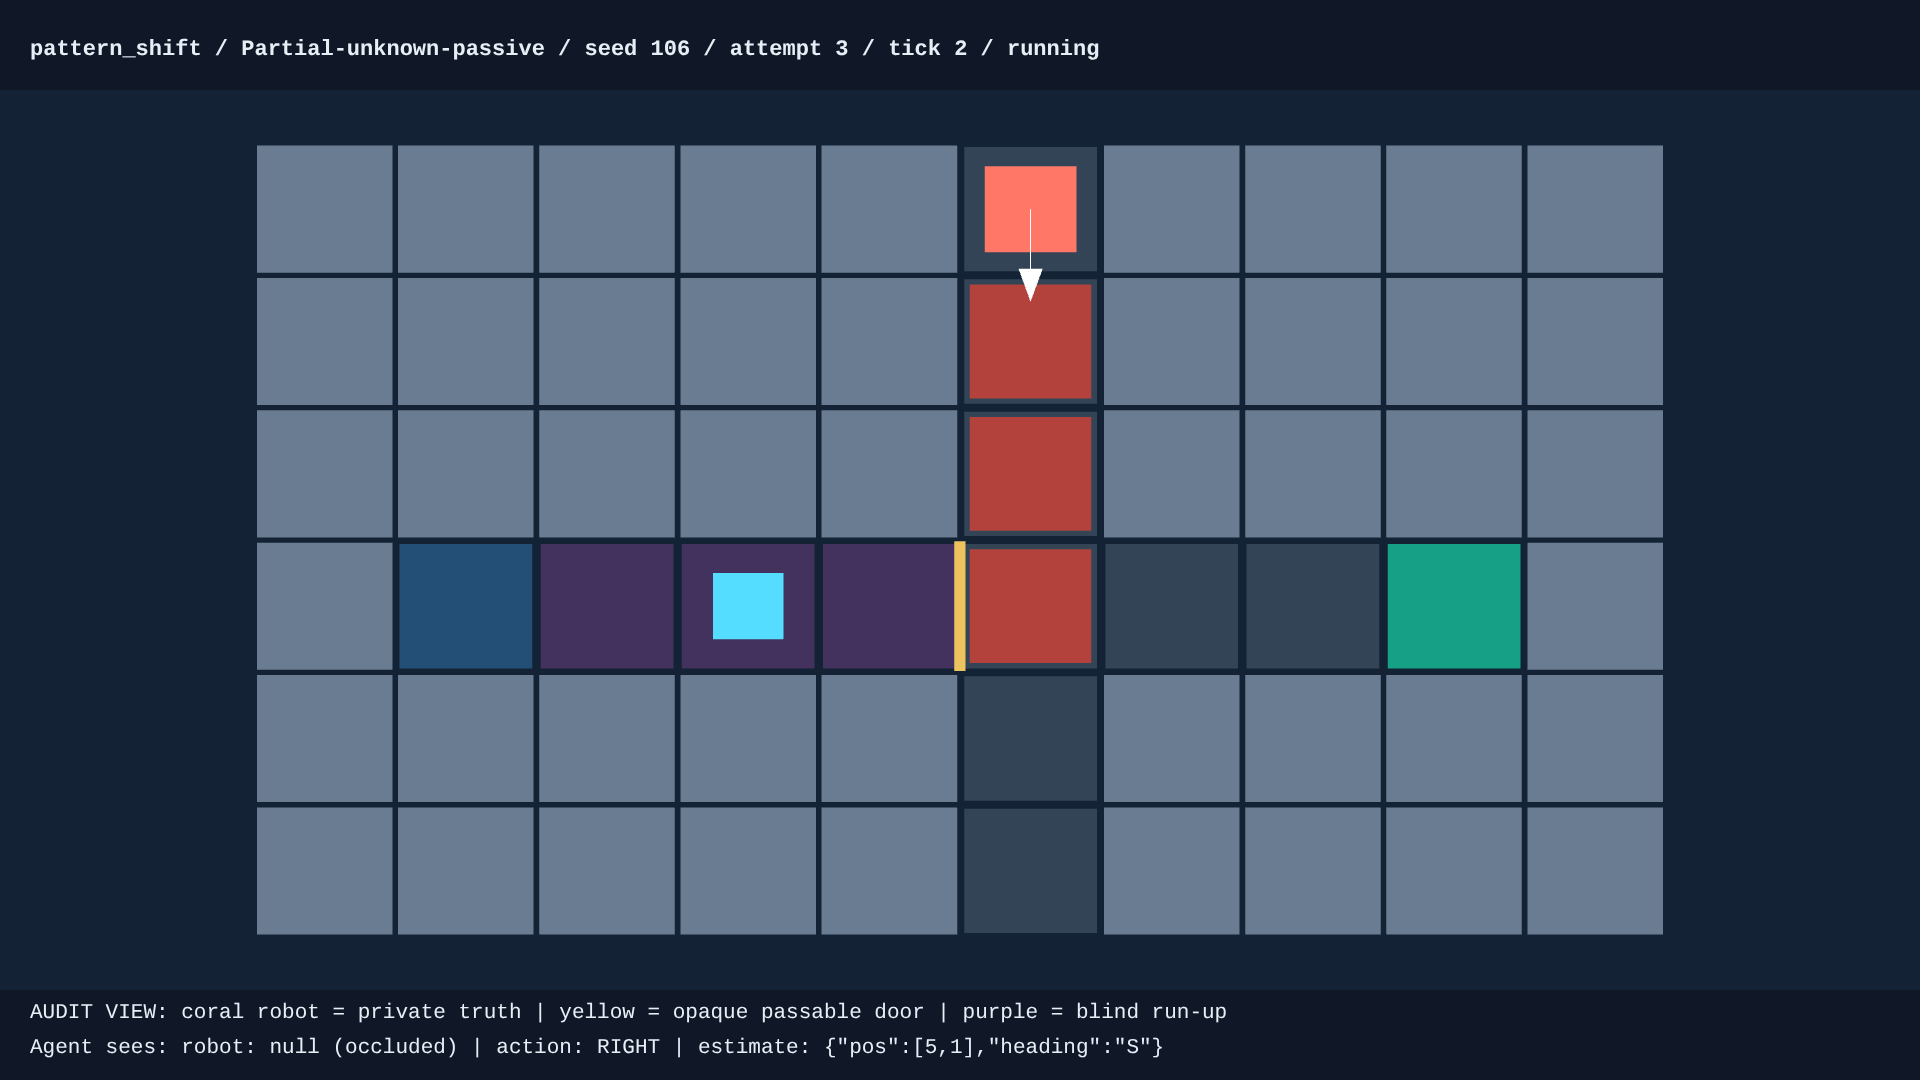 pattern_shift / Partial-unknown-passive / seed 106 / attempt 3 / tick 2 / running
AUDIT VIEW: coral robot = private truth | yellow = opaque passable door | purple = blind run-up
Agent sees: robot: null (occluded) | action: RIGHT | estimate: {"pos":[5,1],"heading":"S"}